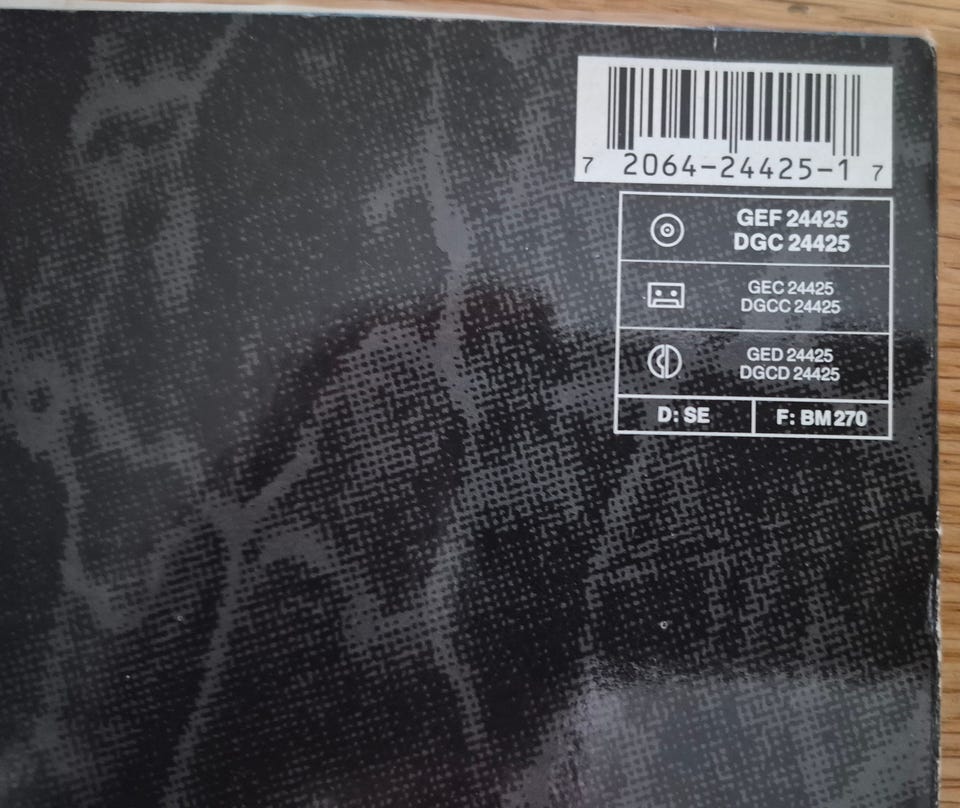 7 2064-24425-1 7
GEF 24425
DGC 24425
GEC 24425
DGCC 24425
GED 24425
DGCD 24425
D: SE F: BM 270